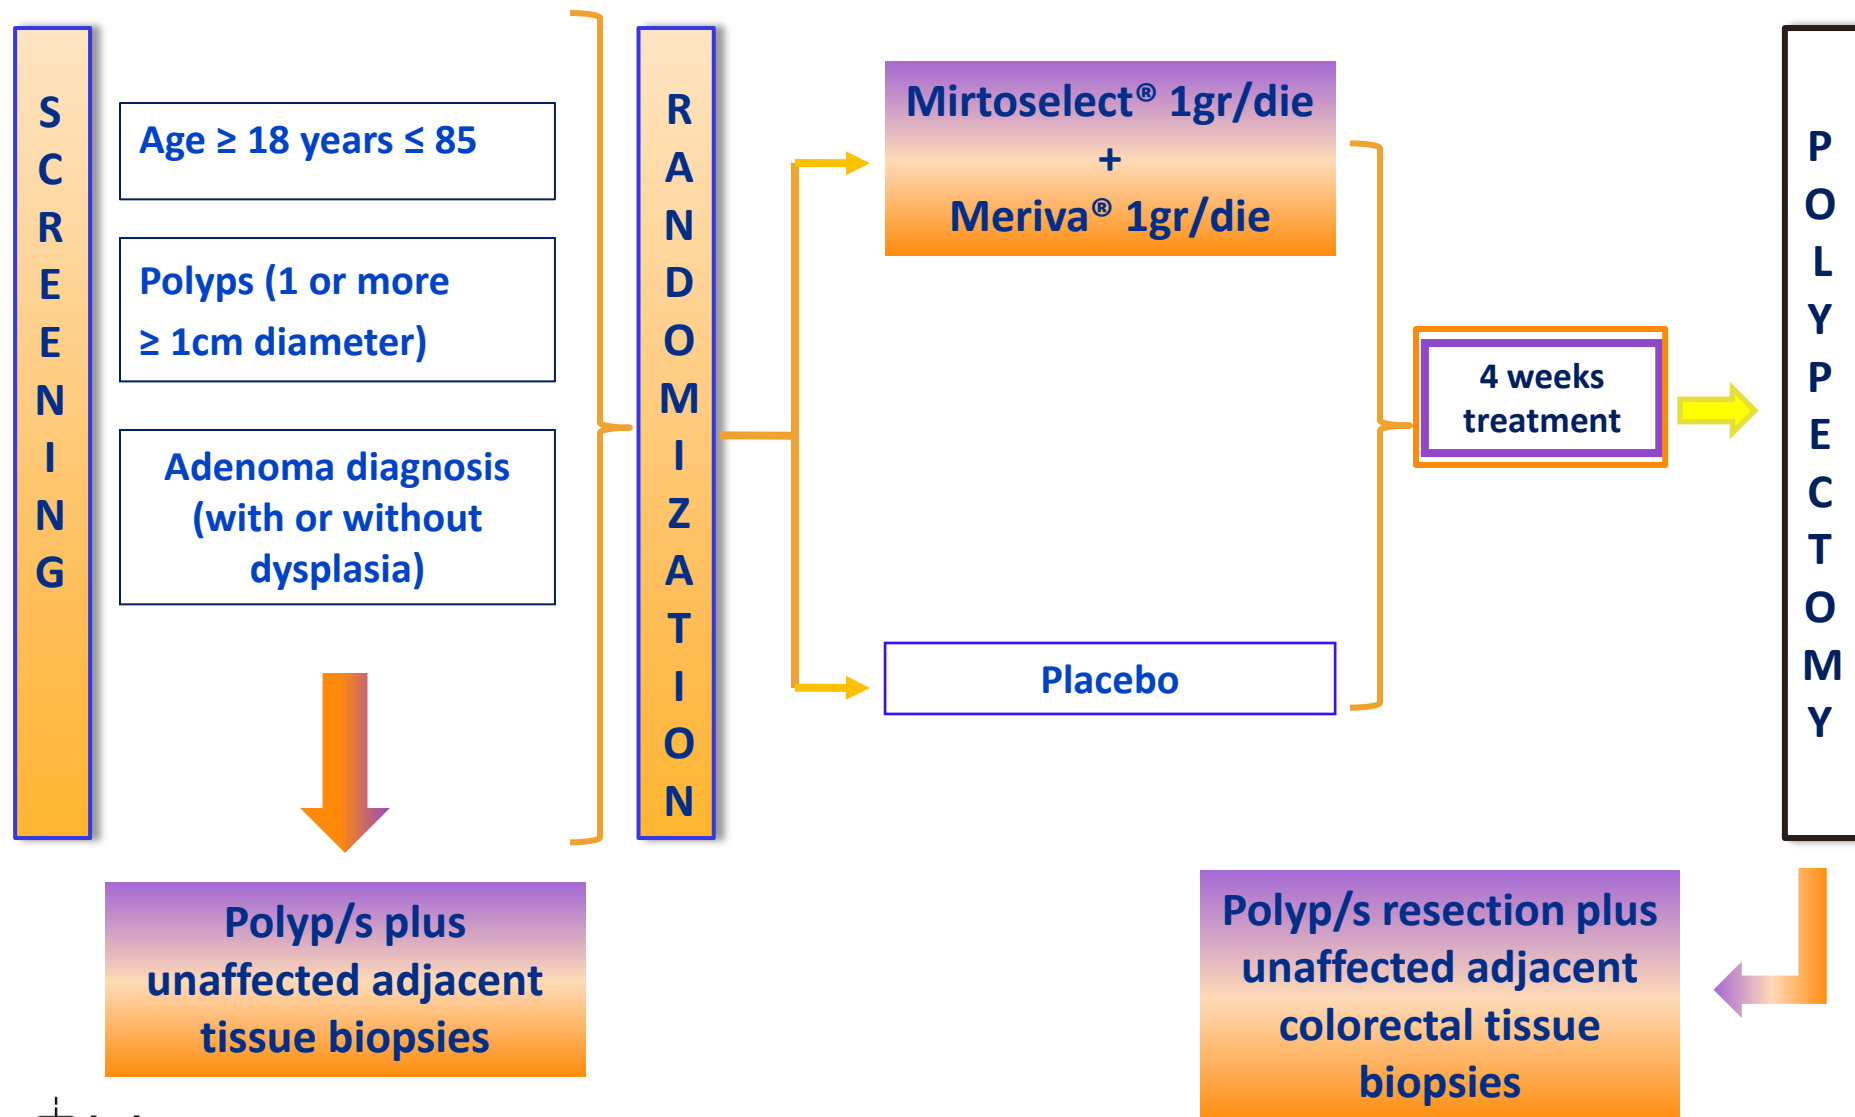 SCREENING
Age ≥ 18 years ≤ 85
Polyps (1 or more
≥ 1cm diameter)
Adenoma diagnosis
(with or without
dysplasia)
Polyp/s plus
unaffected adjacent
tissue biopsies
RANDOMIZATION
Mirtoselect® 1gr/die
+
Meriva® 1gr/die
Placebo
4 weeks
treatment
POLYPECTOMY
Polyp/s resection plus
unaffected adjacent
colorectal tissue
biopsies